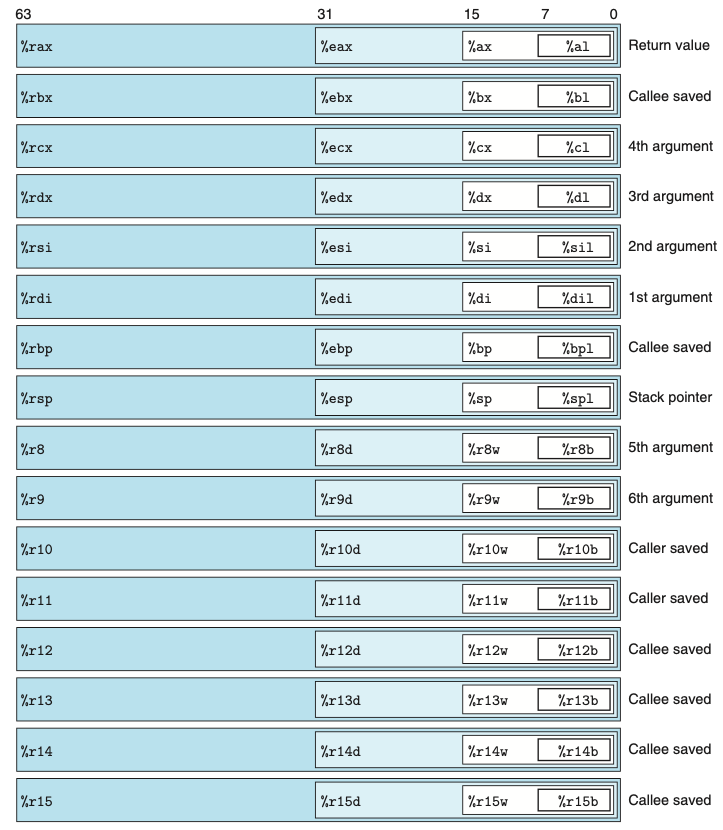 63 31 15 7 0
%rax %eax %ax %al Return value
%rbx %ebx %bx %bl Callee saved
%rcx %ecx %cx %cl 4th argument
%rdx %edx %dx %dl 3rd argument
%rsi %esi %si %sil 2nd argument
%rdi %edi %di %dil 1st argument
%rbp %ebp %bp %bpl Callee saved
%rsp %esp %sp %spl Stack pointer
%r8 %r8d %r8w %r8b 5th argument
%r9 %r9d %r9w %r9b 6th argument
%r10 %r10d %r10w %r10b Caller saved
%r11 %r11d %r11w %r11b Caller saved
%r12 %r12d %r12w %r12b Callee saved
%r13 %r13d %r13w %r13b Callee saved
%r14 %r14d %r14w %r14b Callee saved
%r15 %r15d %r15w %r15b Callee saved